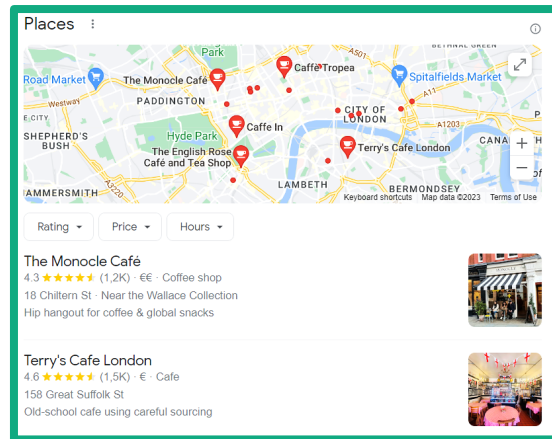 Places
BETHNAL GREEN
Park
A501
Caffè Tropea
Road Market
The Monocle Café
Spitalfields Market
A11
Westway
PADDINGTON
E CITY
CITY OF
LONDON
A1203
SHEPHERD'S
BUSH
Hyde Park
Caffe In
CANA
The English Rose
Café and Tea Shop
Terry's Cafe London
of
AMMERSMITH
A3220
LAMBETH
BERMONDSEY
Keyboard shortcuts Map data ©2023 Terms of Use
Rating Price Hours
The Monocle Café
4.3 (1,2K) · €€ · Coffee shop
18 Chiltern St · Near the Wallace Collection
Hip hangout for coffee & global snacks
Terry's Cafe London
4.6 (1,5K) · € · Cafe
158 Great Suffolk St
Old-school cafe using careful sourcing